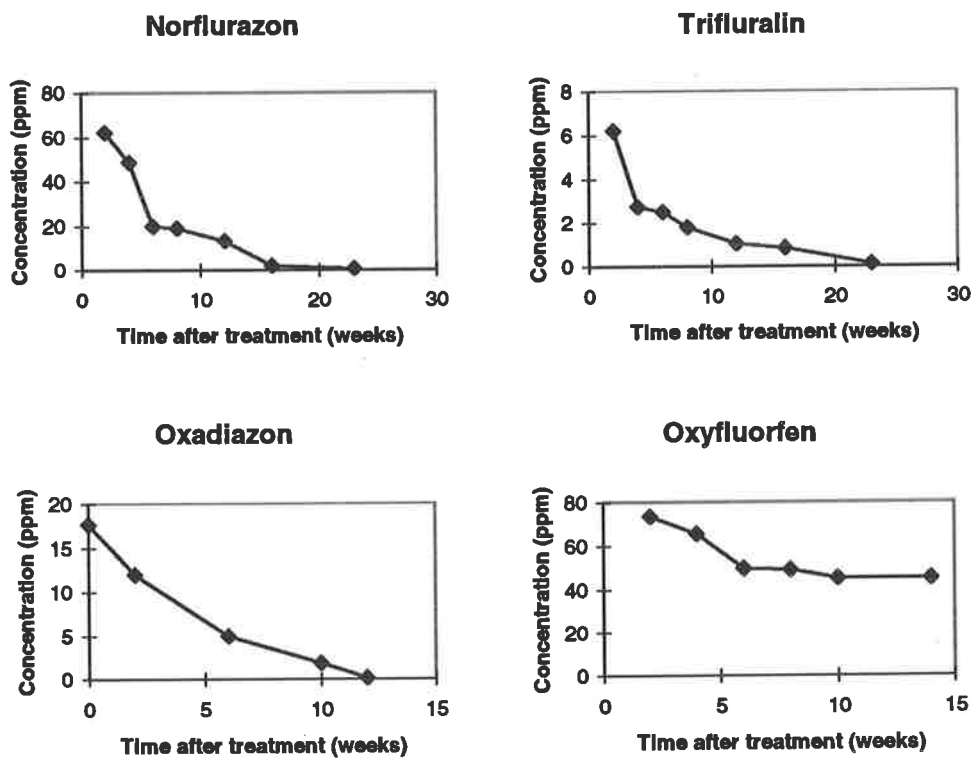 Norflurazon
Concentration (ppm)
80
60
40
20
0
0 10 20 30
Time after treatment (weeks)
Trifluralin
Concentration (ppm)
8
6
4
2
0
0 10 20 30
Time after treatment (weeks)
Oxadiazon
Concentration (ppm)
20
15
10
5
0
0 5 10 15
Time after treatment (weeks)
Oxyfluorfen
Concentration (ppm)
80
60
40
20
0
0 5 10 15
Time after treatment (weeks)